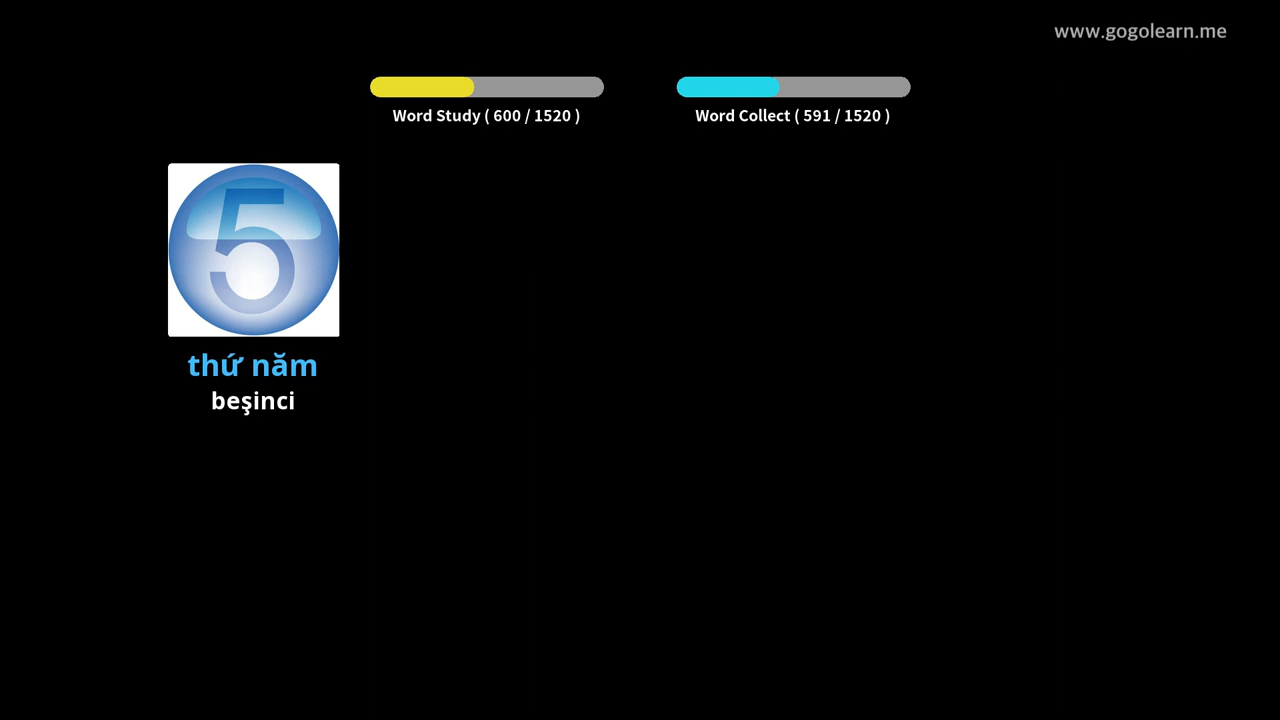 www.gogolearn.me
Word Study ( 600 / 1520 )
Word Collect ( 591 / 1520 )
5
thứ năm
beşinci